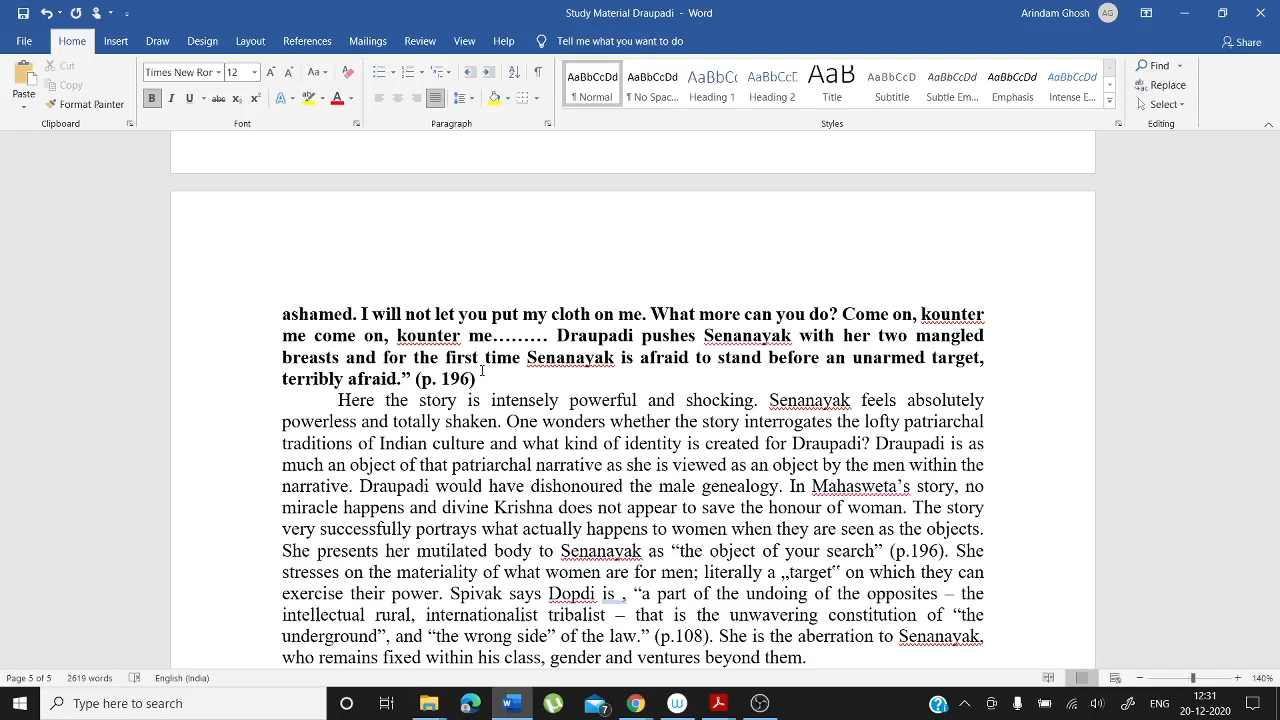 Study Material Draupadi - Word
Arindam Ghosh AG
File Home Insert Draw Design Layout References Mailings Review View Help Tell me what you want to do Share
Paste
Cut
Copy
Format Painter
Clipboard
Times New Ror 12
Font
Paragraph
AaBbCcDd AaBbCcDd AaBbCc AaBbCcD AaB AaBbCcD AaBbCcDd AaBbCcDd AaBbCcDd
¶ Normal ¶ No Spac... Heading 1 Heading 2 Title Subtitle Subtle Em... Emphasis Intense E...
Styles
Find
Replace
Select
Editing
ashamed. I will not let you put my cloth on me. What more can you do? Come on, kounter
me come on, kounter me……… Draupadi pushes Senanayak with her two mangled
breasts and for the first time Senanayak is afraid to stand before an unarmed target,
terribly afraid.” (p. 196)
Here the story is intensely powerful and shocking. Senanayak feels absolutely
powerless and totally shaken. One wonders whether the story interrogates the lofty patriarchal
traditions of Indian culture and what kind of identity is created for Draupadi? Draupadi is as
much an object of that patriarchal narrative as she is viewed as an object by the men within the
narrative. Draupadi would have dishonoured the male genealogy. In Mahasweta’s story, no
miracle happens and divine Krishna does not appear to save the honour of woman. The story
very successfully portrays what actually happens to women when they are seen as the objects.
She presents her mutilated body to Senanayak as “the object of your search” (p.196). She
stresses on the materiality of what women are for men; literally a „target‟ on which they can
exercise their power. Spivak says Dopdi is , “a part of the undoing of the opposites – the
intellectual rural, internationalist tribalist – that is the unwavering constitution of “the
underground”, and “the wrong side” of the law.” (p.108). She is the aberration to Senanayak,
who remains fixed within his class, gender and ventures beyond them.
Page 5 of 5 2619 words English (India) 140%
Type here to search
7
ENG
12:31
20-12-2020